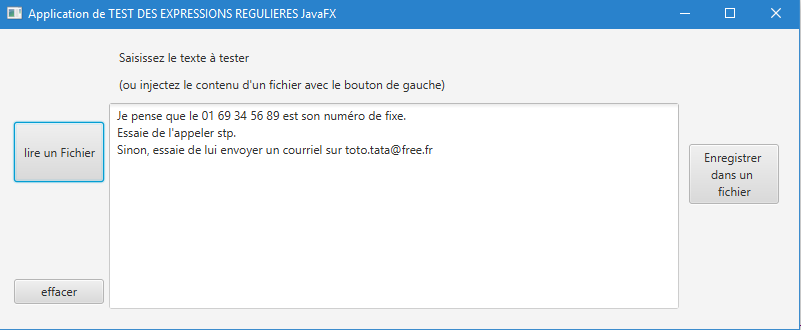 Application de TEST DES EXPRESSIONS REGULIERES JavaFX
Saisissez le texte à tester
(ou injectez le contenu d'un fichier avec le bouton de gauche)
Je pense que le 01 69 34 56 89 est son numéro de fixe.
Essaie de l'appeler stp.
Sinon, essaie de lui envoyer un courriel sur toto.tata@free.fr
lire un Fichier
Enregistrer
dans un
fichier
effacer